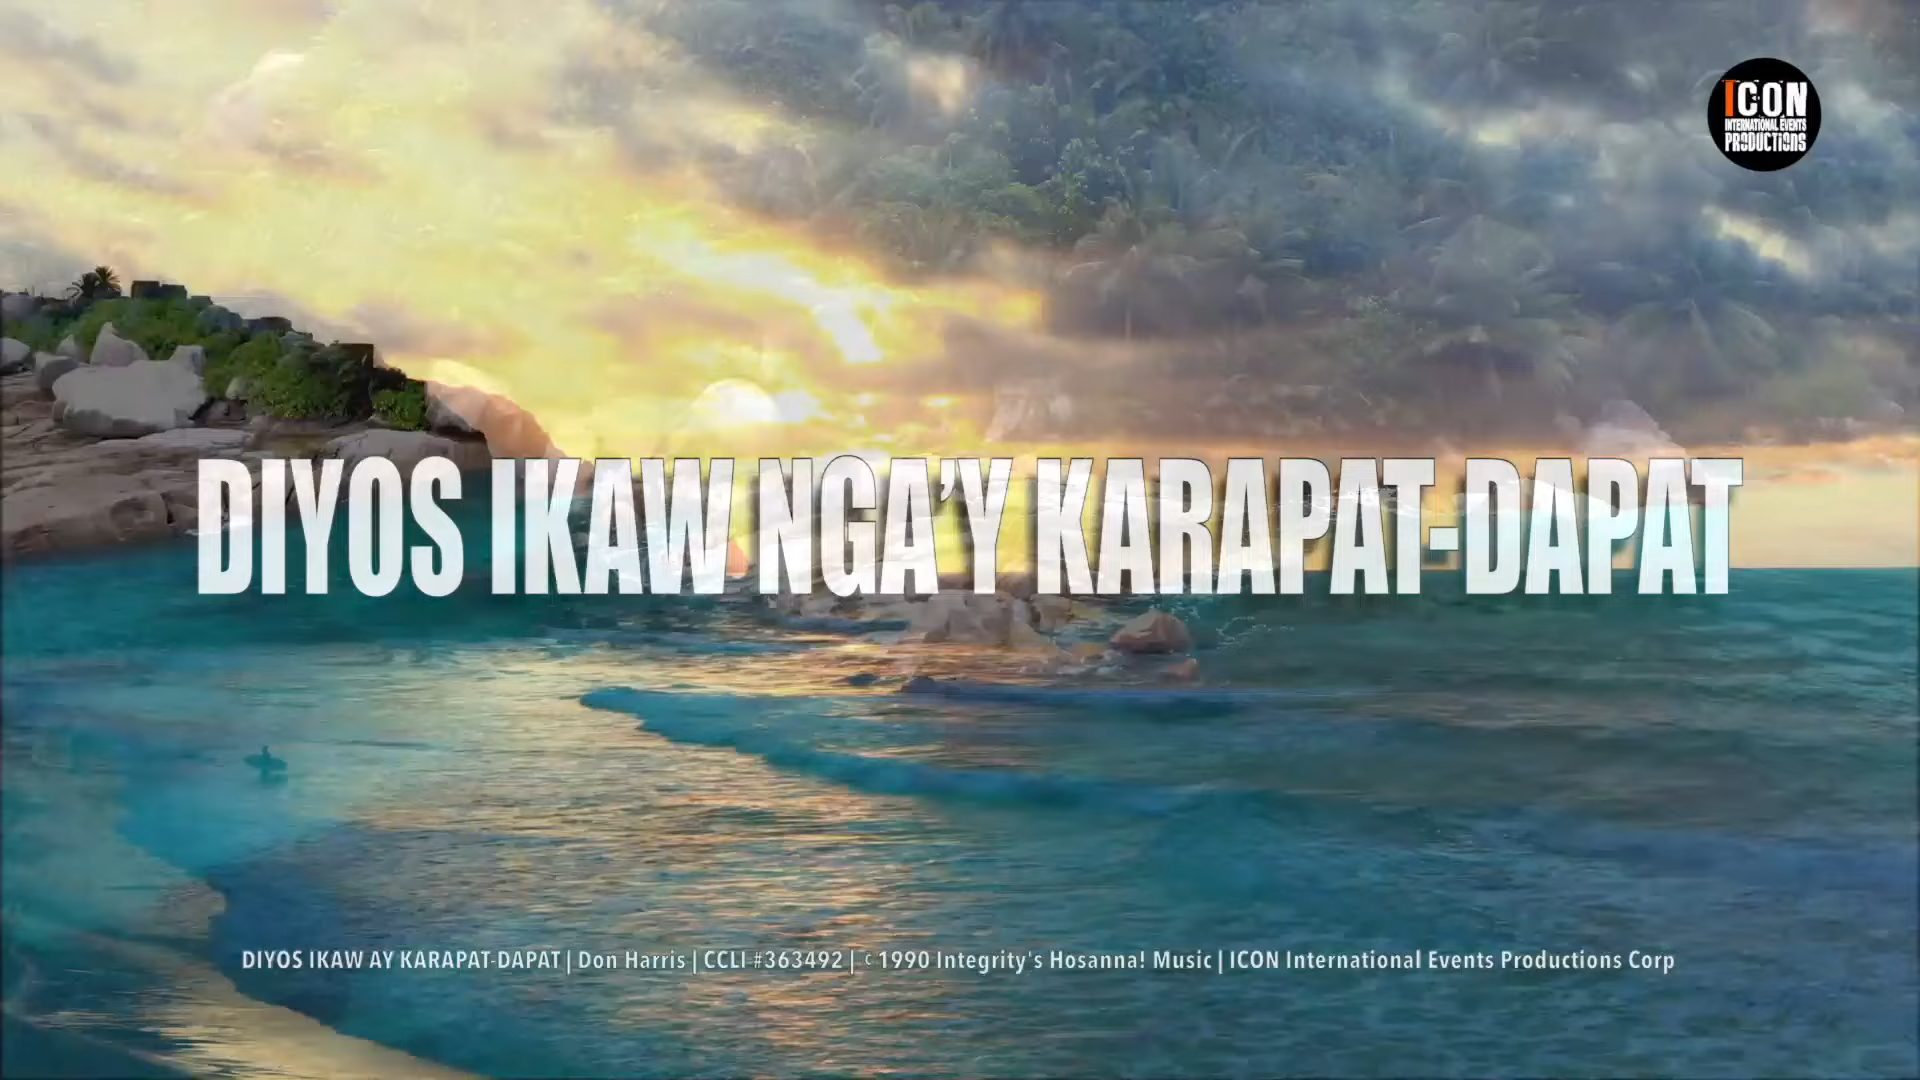 ICON
INTERNATIONAL EVENTS
PRODUCTIONS
DIYOS IKAW NGA'Y KARAPAT-DAPAT
DIYOS IKAW AY KARAPAT-DAPAT | Don Harris | CCLI #363492 | © 1990 Integrity's Hosanna! Music | ICON International Events Productions Corp